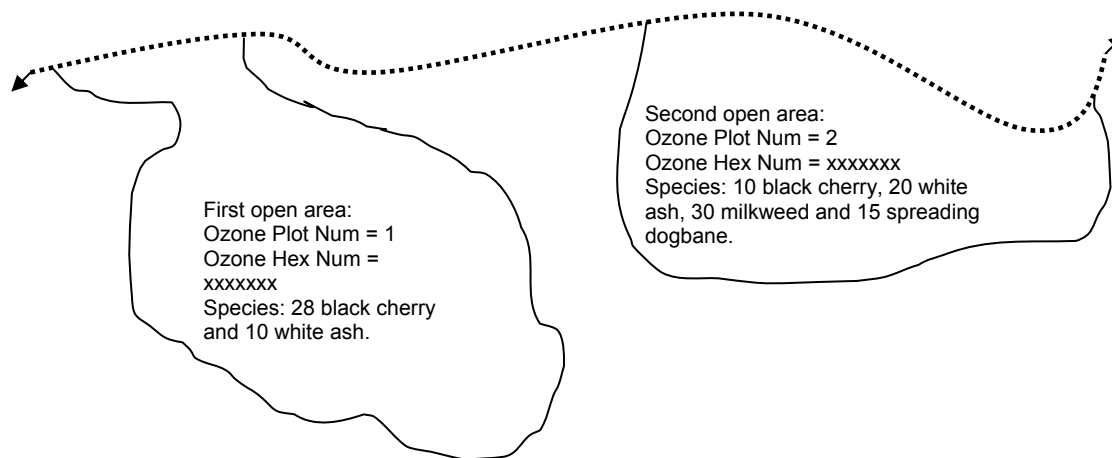 First open area:
Ozone Plot Num = 1
Ozone Hex Num =
xxxxxxx
Species: 28 black cherry
and 10 white ash.
Second open area:
Ozone Plot Num = 2
Ozone Hex Num = xxxxxxx
Species: 10 black cherry, 20 white
ash, 30 milkweed and 15 spreading
dogbane.